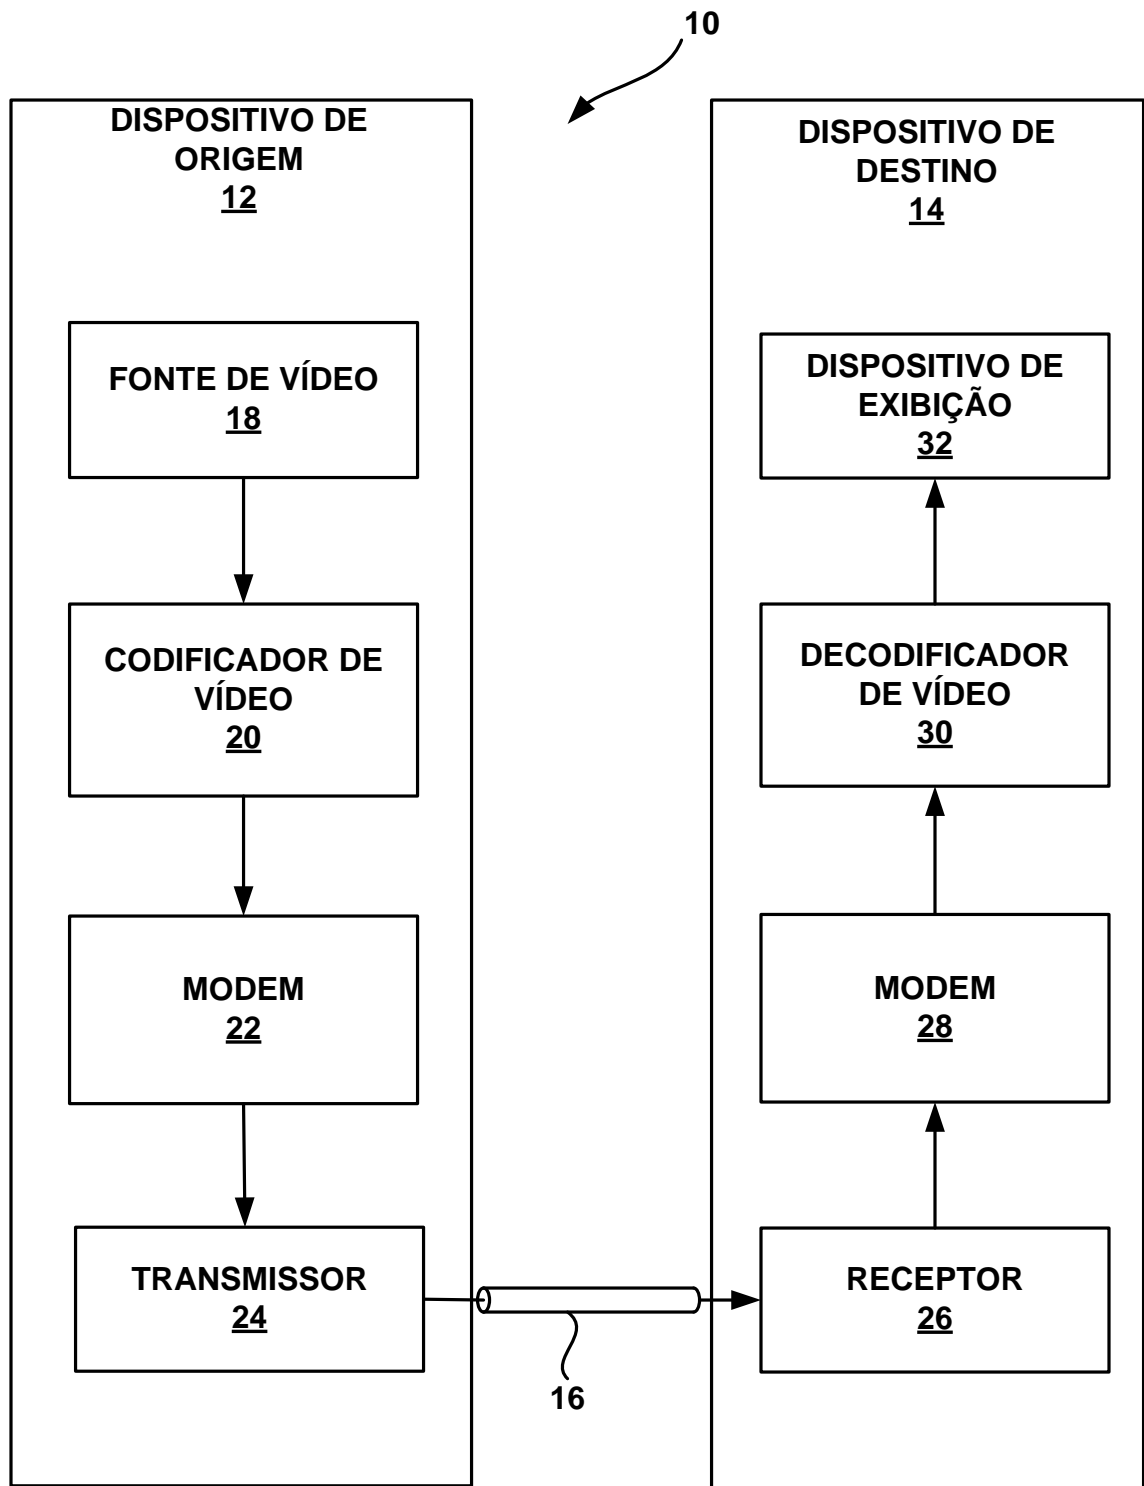 10
DISPOSITIVO DE
ORIGEM
12
FONTE DE VÍDEO
18
CODIFICADOR DE
VÍDEO
20
MODEM
22
TRANSMISSOR
24
16
DISPOSITIVO DE
DESTINO
14
DISPOSITIVO DE
EXIBIÇÃO
32
DECODIFICADOR
DE VÍDEO
30
MODEM
28
RECEPTOR
26